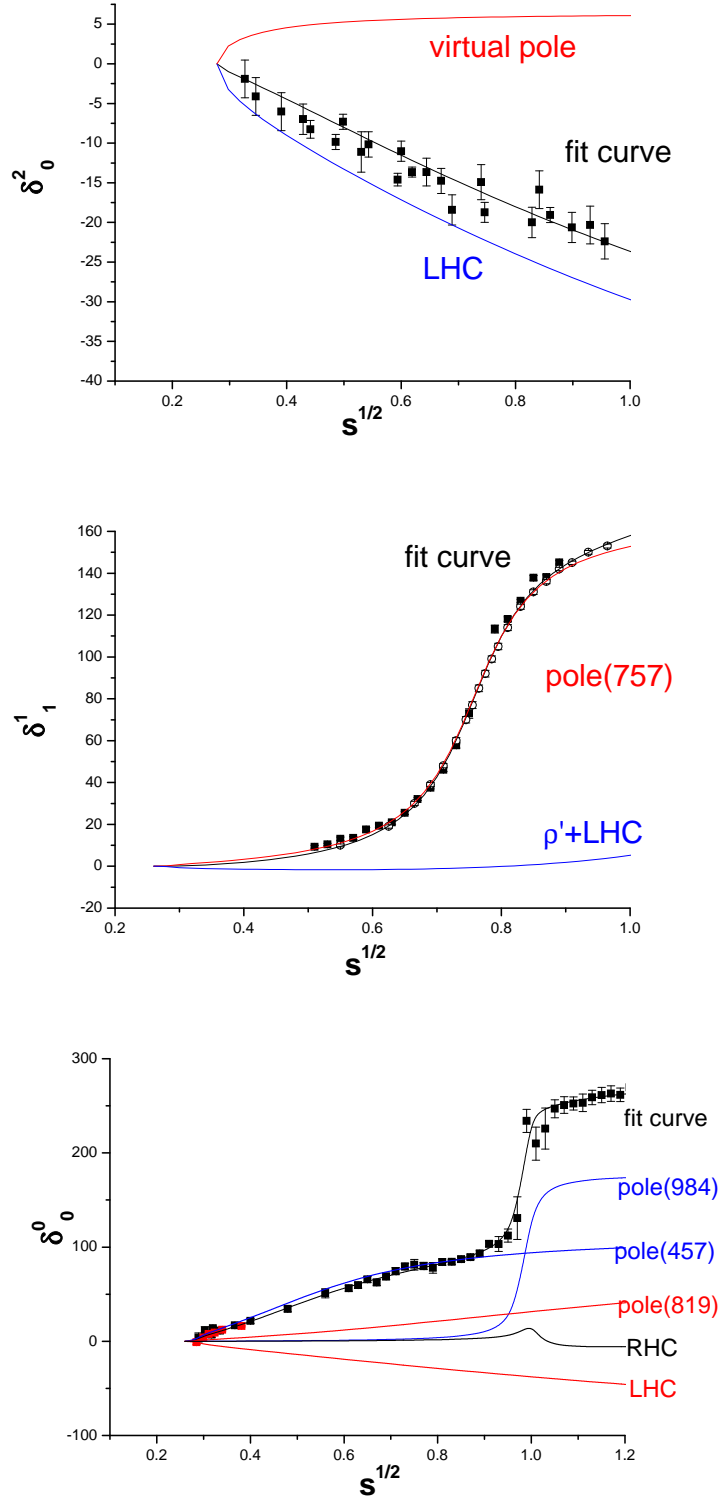 5
0
-5
-10
-15
-20
-25
-30
-35
-40
0.2 0.4 0.6 0.8 1.0
δ²₀
s^1/2
virtual pole
fit curve
LHC
160
140
120
100
80
60
40
20
0
-20
0.2 0.4 0.6 0.8 1.0
δ¹₁
s^1/2
fit curve
pole(757)
ρ'+LHC
300
200
100
0
-100
0.2 0.4 0.6 0.8 1.0 1.2
δ⁰₀
s^1/2
fit curve
pole(984)
pole(457)
pole(819)
RHC
LHC